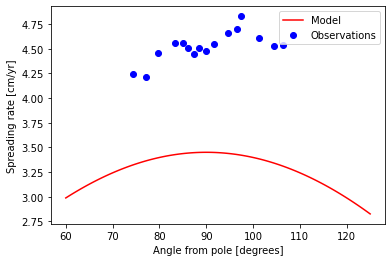 Model
Observations
4.75
4.50
4.25
4.00
3.75
3.50
3.25
3.00
2.75
Spreading rate [cm/yr]
60 70 80 90 100 110 120
Angle from pole [degrees]